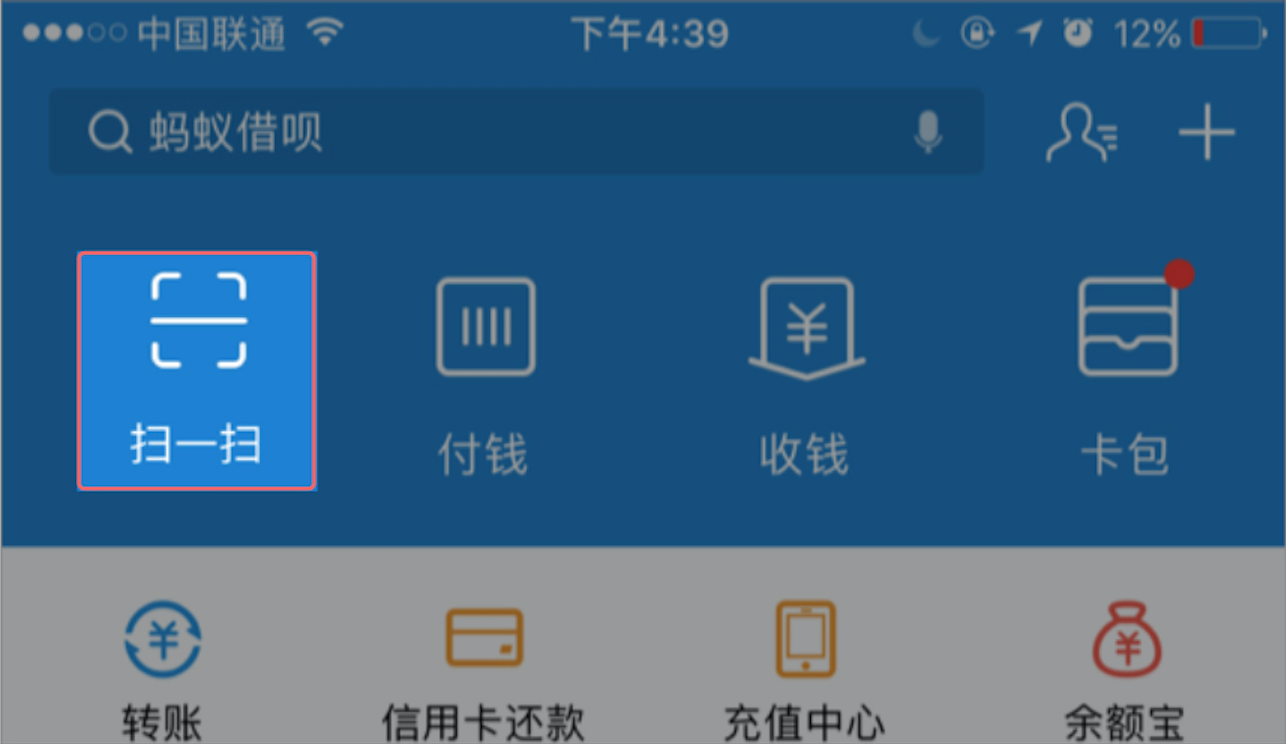 中国联通 下午4:39 12%
蚂蚁借呗
扫一扫 付钱 收钱 卡包
转账 信用卡还款 充值中心 余额宝